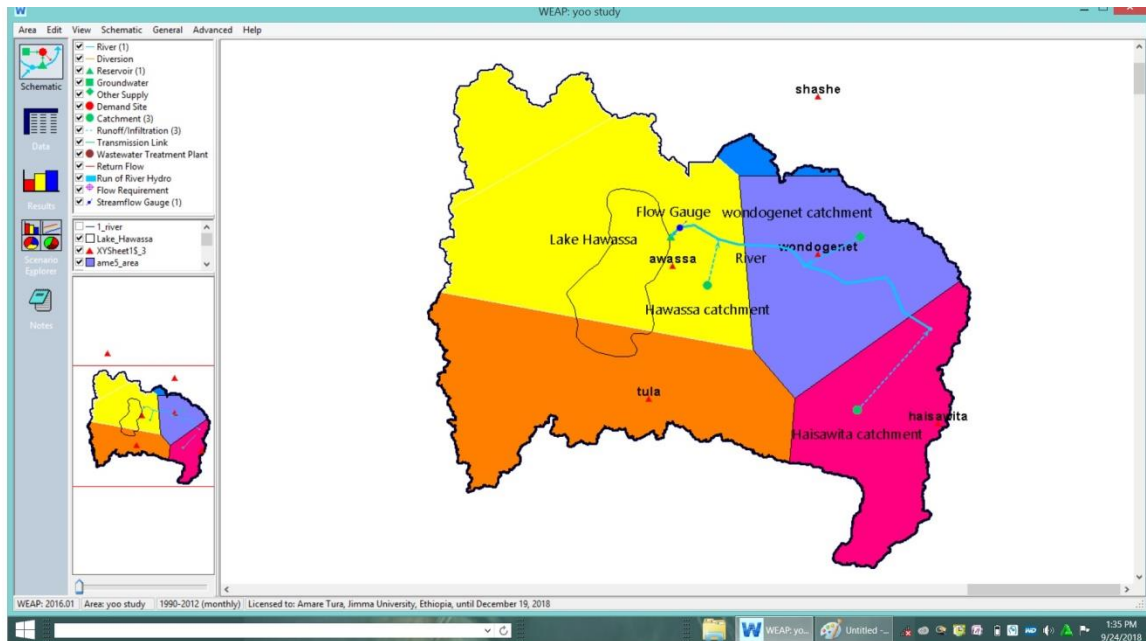 WEAP: yoo study
Area Edit View Schematic General Advanced Help
Schematic
Data
Results
Scenario
Explorer
Notes
River (1)
Diversion
Reservoir (1)
Groundwater
Other Supply
Demand Site
Catchment (3)
Runoff/Infiltration (3)
Transmission Link
Wastewater Treatment Plant
Return Flow
Run of River Hydro
Flow Requirement
Streamflow Gauge (1)
1_river
Lake_Hawassa
XYSheet1$_3
ame5_area
shashe
Flow Gauge
wondogenet catchment
Lake Hawassa
wondogenet
awassa
River
Hawassa catchment
tula
haisawita
Haisawita catchment
WEAP: 2016.01 Area: yoo study 1990-2012 (monthly) Licensed to: Amare Tura, Jimma University, Ethiopia, until December 19, 2018
WEAP: yo...
Untitled -...
1:35 PM
9/24/2018